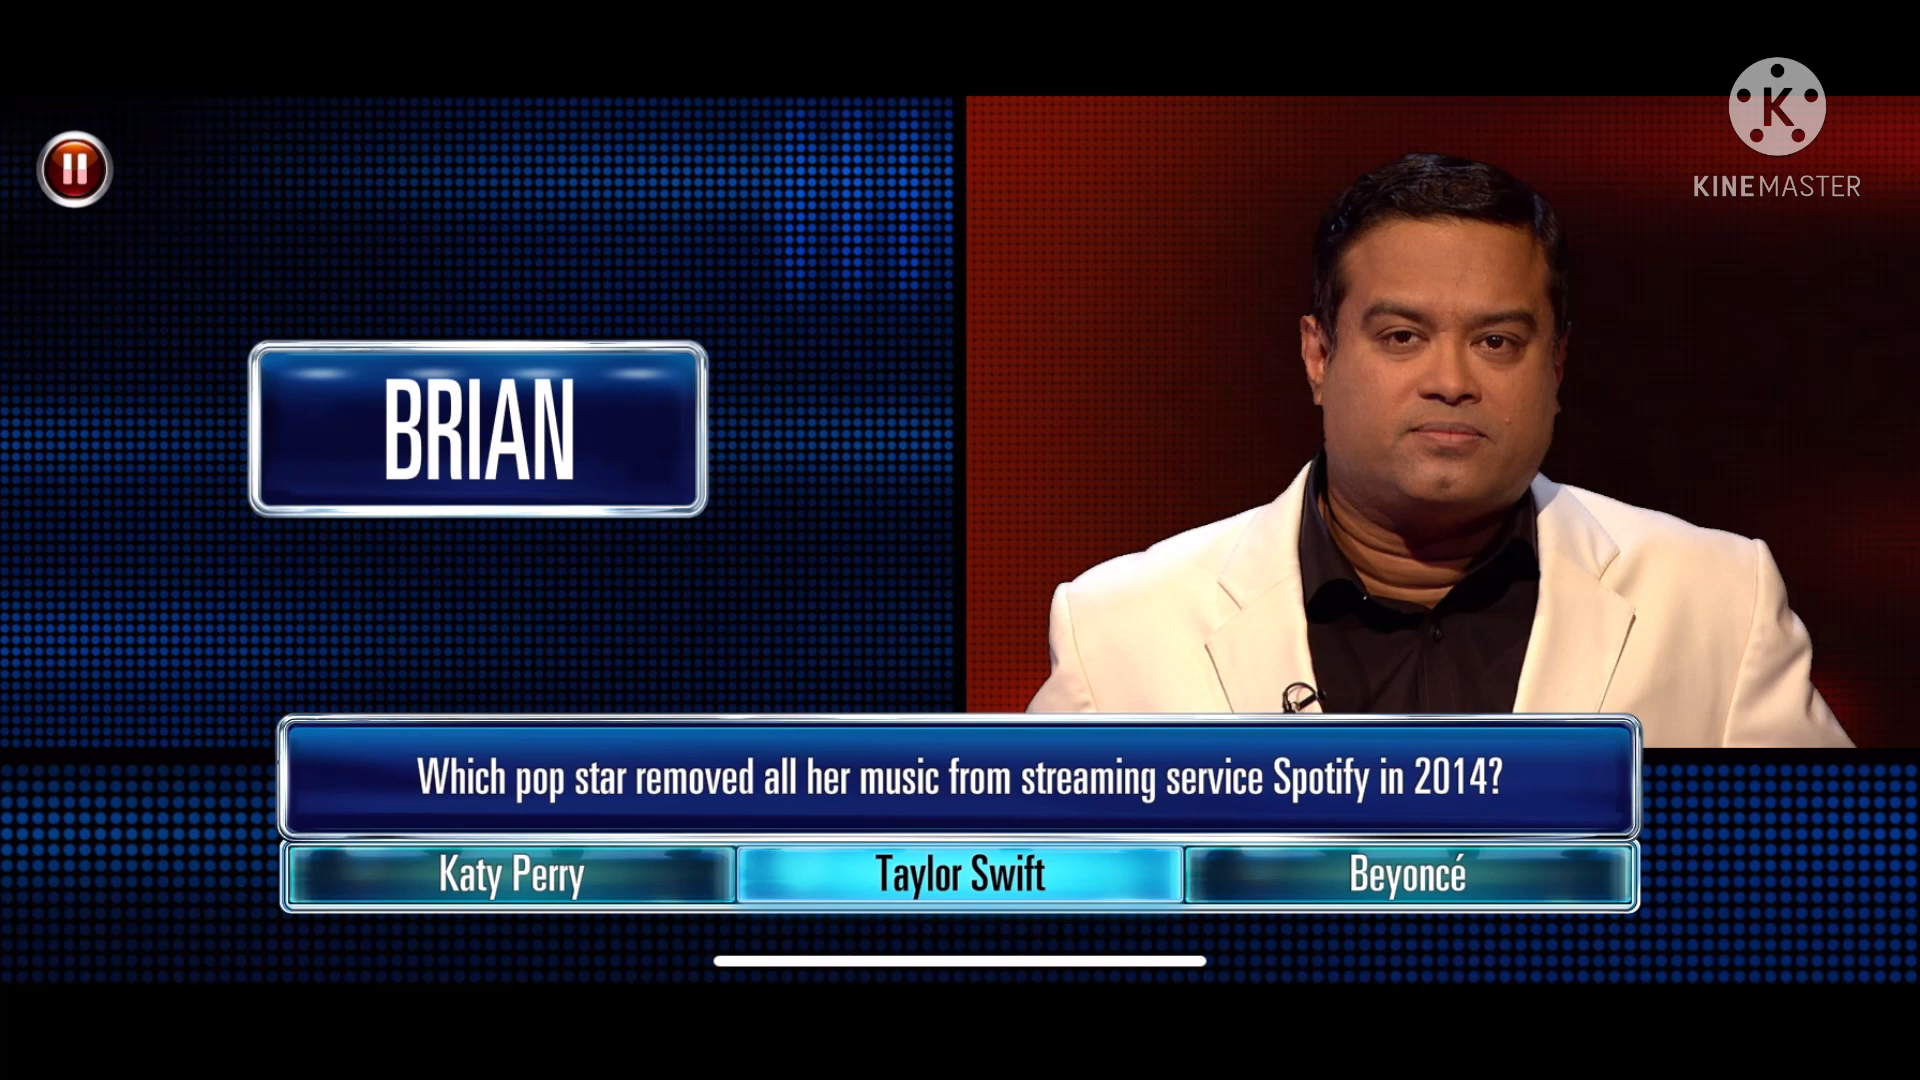 K
KINEMASTER
BRIAN
Which pop star removed all her music from streaming service Spotify in 2014?
Katy Perry
Taylor Swift
Beyoncé